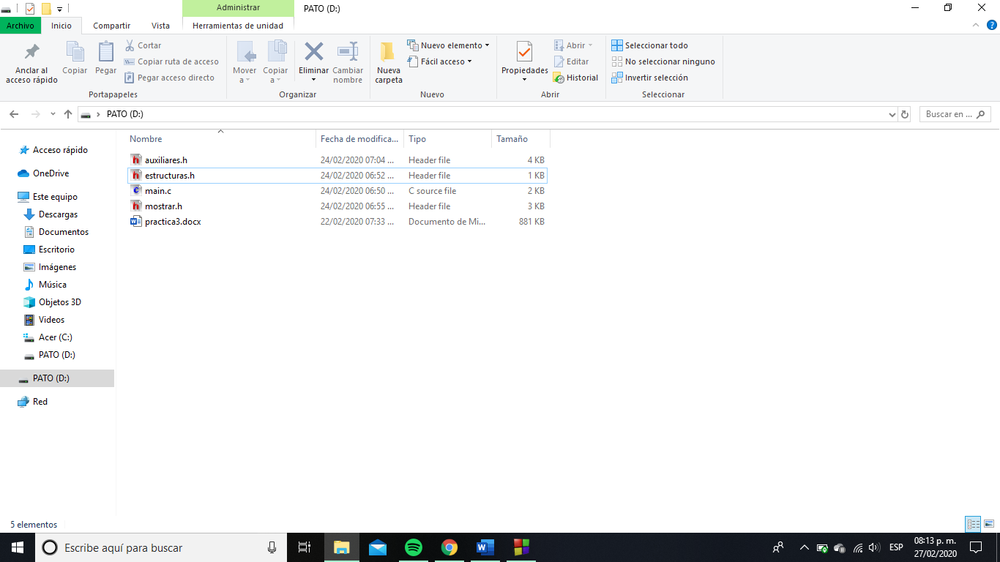 Administrar
PATO (D:)
Archivo
Inicio
Compartir
Vista
Herramientas de unidad
Anclar al
acceso rápido
Copiar
Pegar
Cortar
Copiar ruta de acceso
Pegar acceso directo
Portapapeles
Mover
a
Copiar
a
Eliminar
Cambiar
nombre
Organizar
Nueva
carpeta
Nuevo elemento
Fácil acceso
Nuevo
Propiedades
Abrir
Editar
Historial
Abrir
Seleccionar todo
No seleccionar ninguno
Invertir selección
Seleccionar
PATO (D:)
Buscar en ...
Nombre
Fecha de modifica...
Tipo
Tamaño
auxiliares.h 24/02/2020 07:04 ... Header file 4 KB
estructuras.h 24/02/2020 06:52 ... Header file 1 KB
main.c 24/02/2020 06:50 ... C source file 2 KB
mostrar.h 24/02/2020 06:55 ... Header file 3 KB
practica3.docx 22/02/2020 07:33 ... Documento de Mi... 881 KB
Acceso rápido
OneDrive
Este equipo
Descargas
Documentos
Escritorio
Imágenes
Música
Objetos 3D
Videos
Acer (C:)
PATO (D:)
PATO (D:)
Red
5 elementos
Escribe aquí para buscar
ESP
08:13 p. m.
27/02/2020